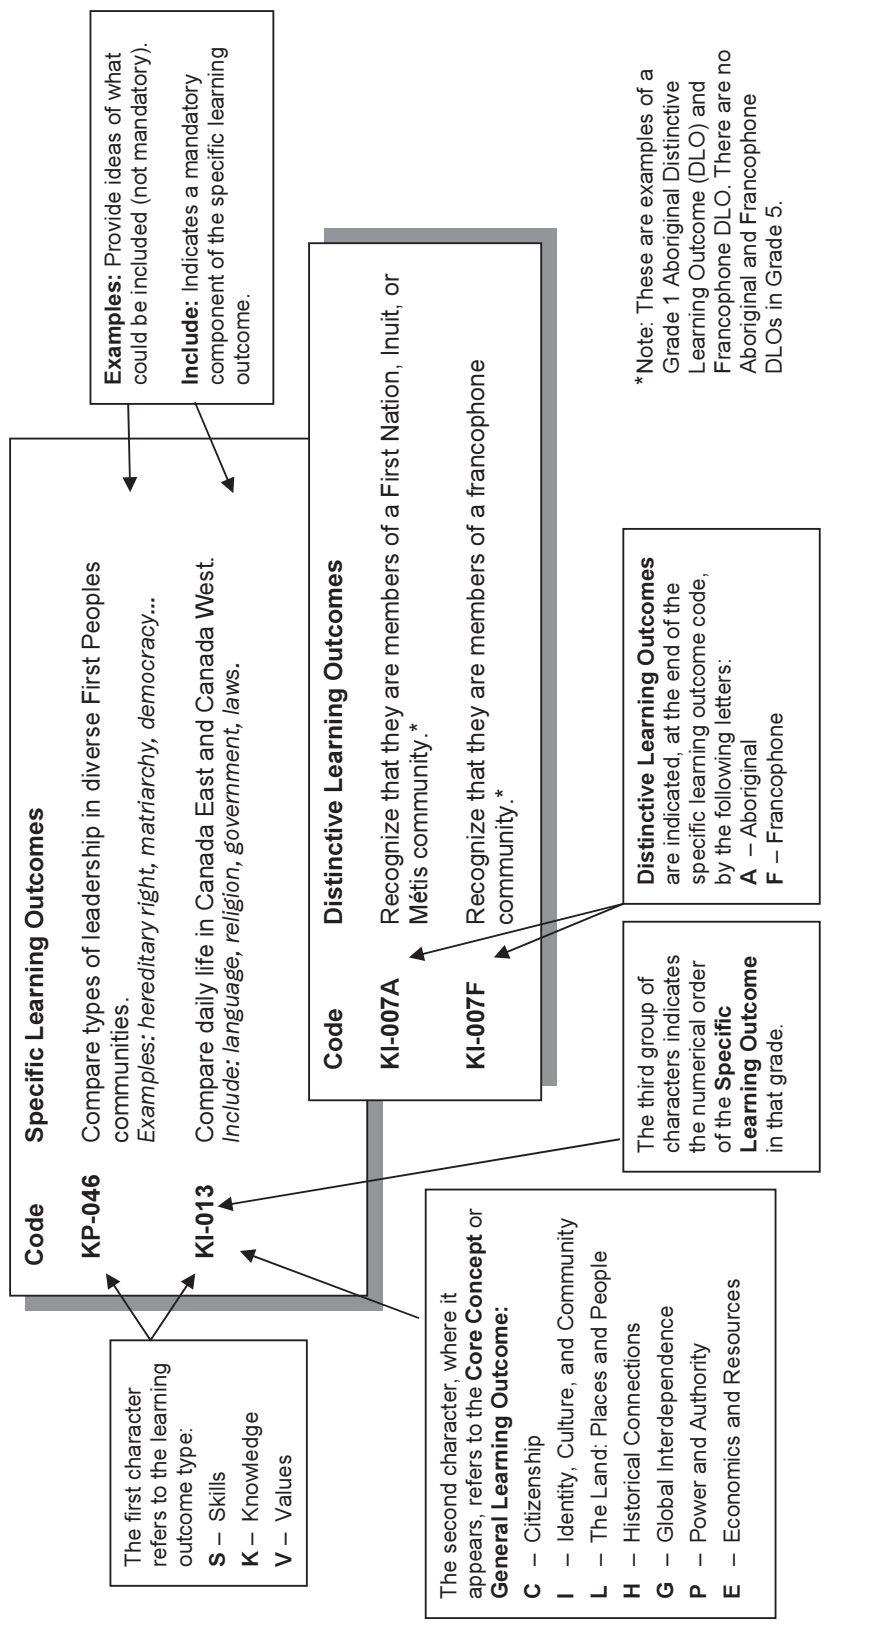 Code Specific Learning Outcomes
KP-046 Compare types of leadership in diverse First Peoples
communities.
Examples: hereditary right, matriarchy, democracy...
KI-013 Compare daily life in Canada East and Canada West.
Include: language, religion, government, laws.
Examples: Provide ideas of what
could be included (not mandatory).
Include: Indicates a mandatory
component of the specific learning
outcome.
Code Distinctive Learning Outcomes
KI-007A Recognize that they are members of a First Nation, Inuit, or
Métis community.*
KI-007F Recognize that they are members of a francophone
community.*
The first character
refers to the learning
outcome type:
S – Skills
K – Knowledge
V – Values
The second character, where it
appears, refers to the Core Concept or
General Learning Outcome:
C – Citizenship
I – Identity, Culture, and Community
L – The Land: Places and People
H – Historical Connections
G – Global Interdependence
P – Power and Authority
E – Economics and Resources
The third group of
characters indicates
the numerical order
of the Specific
Learning Outcome
in that grade.
Distinctive Learning Outcomes
are indicated, at the end of the
specific learning outcome code,
by the following letters:
A – Aboriginal
F – Francophone
*Note: These are examples of a
Grade 1 Aboriginal Distinctive
Learning Outcome (DLO) and
Francophone DLO. There are no
Aboriginal and Francophone
DLOs in Grade 5.